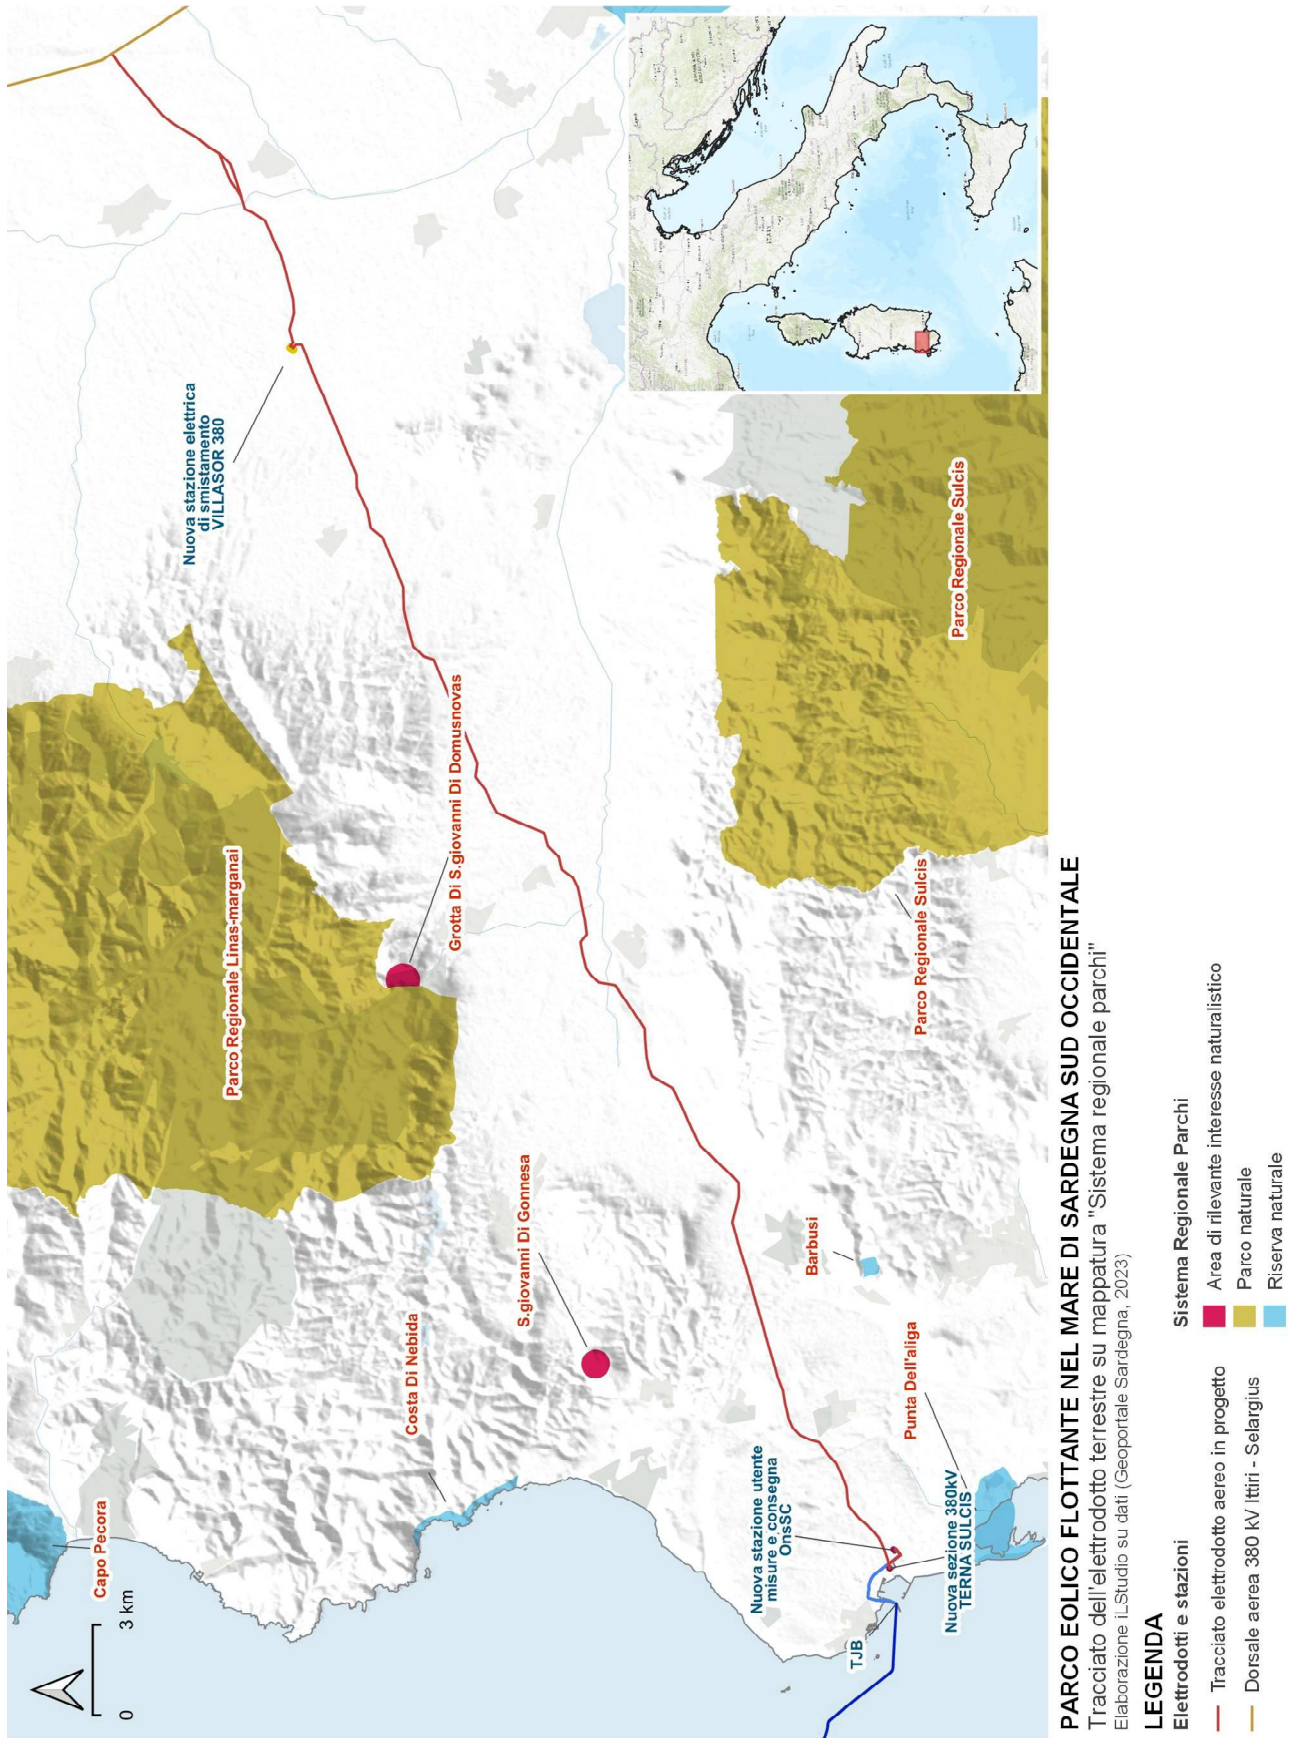 Capo Pecora
Parco Regionale Linas-marganai
Nuova stazione elettrica
di smistamento
VILLASOR 380
Costa Di Nebida
Grotta Di S.giovanni Di Domusnovas
S.giovanni Di Gonnesa
Nuova stazione utente
misure e consegna
OnsSC
Barbusi
TJB
Punta Dell'aliga
Parco Regionale Sulcis
Nuova sezione 380kV
TERNA SULCIS
Parco Regionale Sulcis
0
3 km
PARCO EOLICO FLOTTANTE NEL MARE DI SARDEGNA SUD OCCIDENTALE
Tracciato dell'elettrodotto terrestre su mappatura "Sistema regionale parchi"
Elaborazione iLStudio su dati (Geoportale Sardegna, 2023)
LEGENDA
Elettrodotti e stazioni
Tracciato elettrodotto aereo in progetto
Dorsale aerea 380 kV Ittiri - Selargius
Sistema Regionale Parchi
Area di rilevante interesse naturalistico
Parco naturale
Riserva naturale